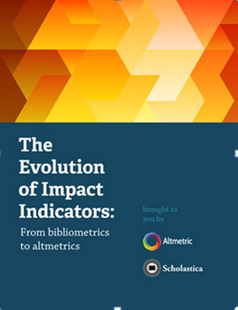 The
Evolution
of Impact
Indicators:
From bibliometrics
to altmetrics
brought to
you by
Altmetric
Scholastica